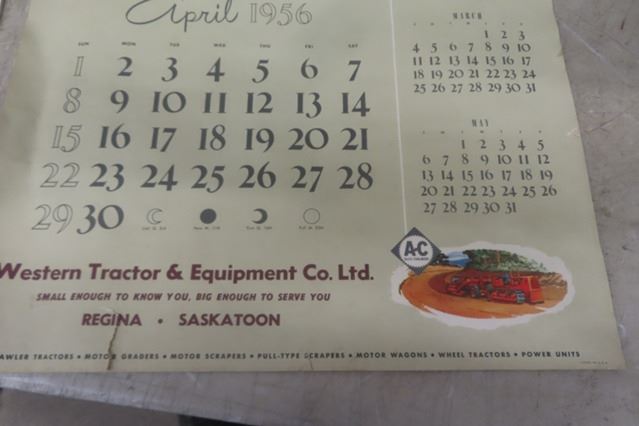 April 1956
SUN MON TUE WED THU FRI SAT
1 2 3 4 5 6 7
8 9 10 11 12 13 14
15 16 17 18 19 20 21
22 23 24 25 26 27 28
29 30
MARCH
1 2 3
4 5 6 7 8 9 10
11 12 13 14 15 16 17
18 19 20 21 22 23 24
25 26 27 28 29 30 31
MAY
1 2 3 4 5
6 7 8 9 10 11 12
13 14 15 16 17 18 19
20 21 22 23 24 25 26
27 28 29 30 31
A-C
Western Tractor & Equipment Co. Ltd.
SMALL ENOUGH TO KNOW YOU, BIG ENOUGH TO SERVE YOU
REGINA • SASKATOON
AWLER TRACTORS • MOTOR GRADERS • MOTOR SCRAPERS • PULL-TYPE SCRAPERS • MOTOR WAGONS • WHEEL TRACTORS • POWER UNITS